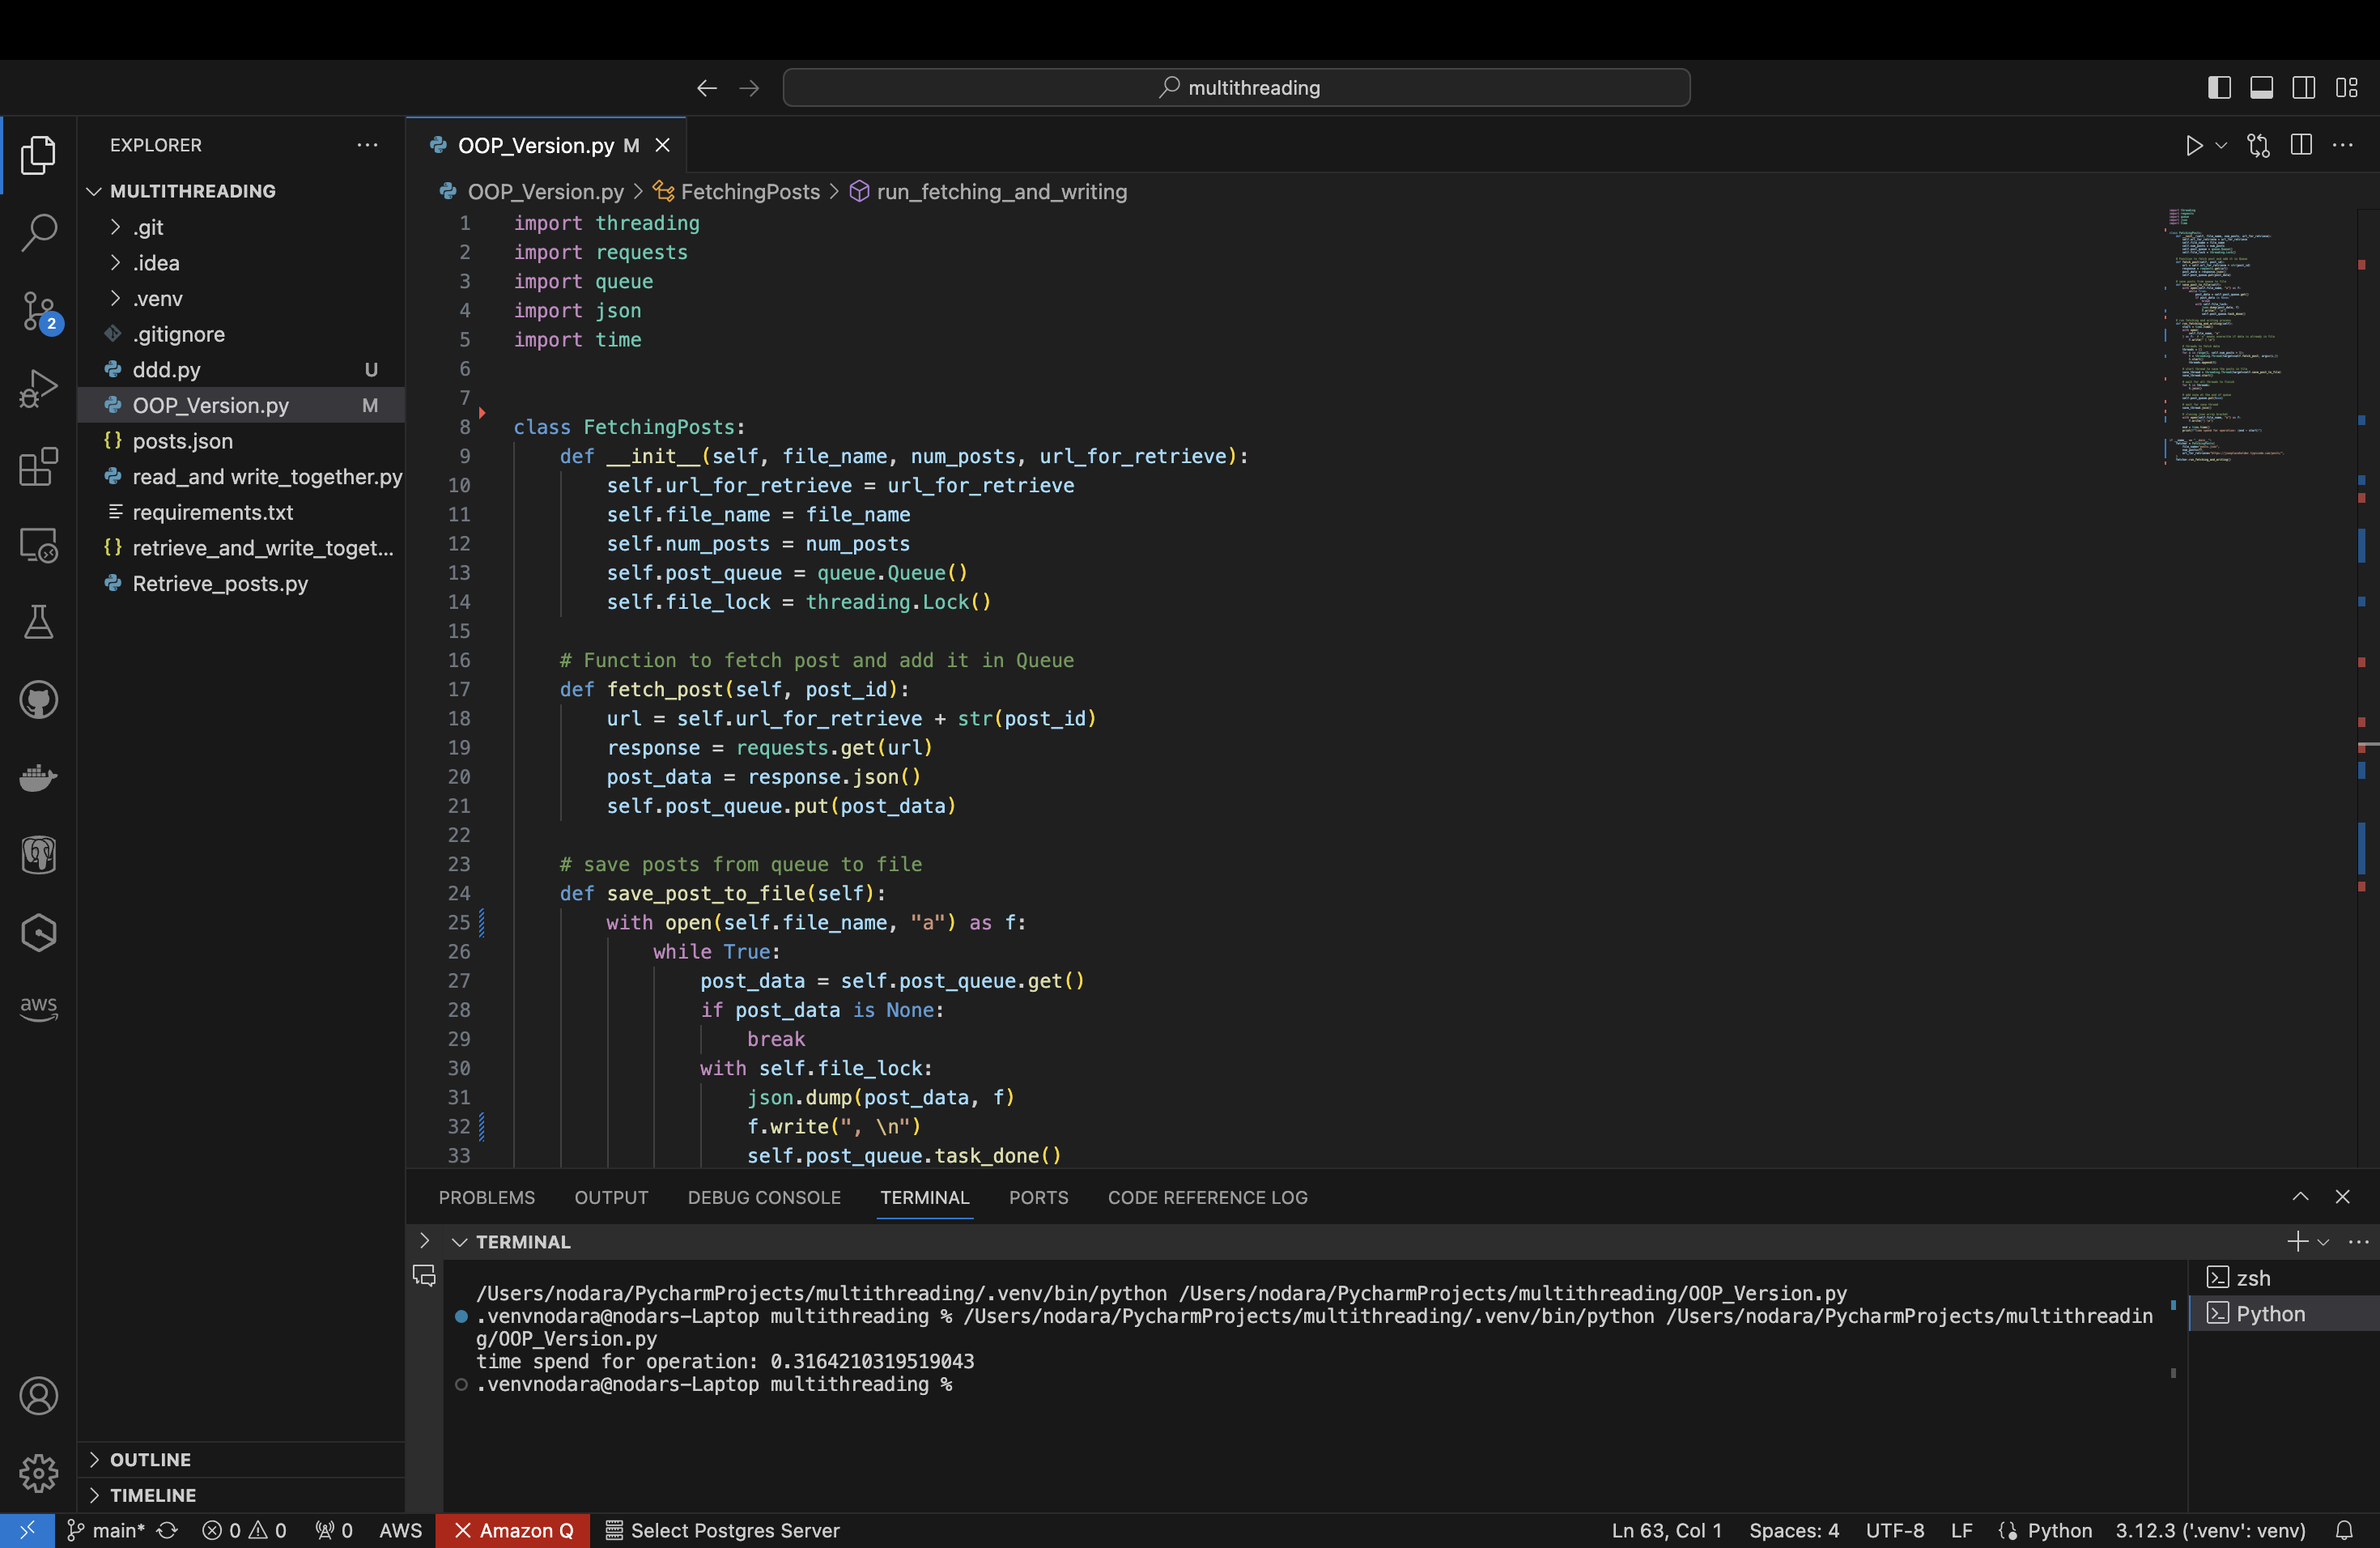 multithreading
EXPLORER
MULTITHREADING
.git
.idea
.venv
.gitignore
ddd.py U
OOP_Version.py M
posts.json
read_and write_together.py
requirements.txt
retrieve_and_write_toget...
Retrieve_posts.py
OUTLINE
TIMELINE
2
aws
OOP_Version.py M
OOP_Version.py > FetchingPosts > run_fetching_and_writing
1 import threading
2 import requests
3 import queue
4 import json
5 import time
6
7
8 class FetchingPosts:
9 def __init__(self, file_name, num_posts, url_for_retrieve):
10 self.url_for_retrieve = url_for_retrieve
11 self.file_name = file_name
12 self.num_posts = num_posts
13 self.post_queue = queue.Queue()
14 self.file_lock = threading.Lock()
15
16 # Function to fetch post and add it in Queue
17 def fetch_post(self, post_id):
18 url = self.url_for_retrieve + str(post_id)
19 response = requests.get(url)
20 post_data = response.json()
21 self.post_queue.put(post_data)
22
23 # save posts from queue to file
24 def save_post_to_file(self):
25 with open(self.file_name, "a") as f:
26 while True:
27 post_data = self.post_queue.get()
28 if post_data is None:
29 break
30 with self.file_lock:
31 json.dump(post_data, f)
32 f.write(", \n")
33 self.post_queue.task_done()
PROBLEMS OUTPUT DEBUG CONSOLE TERMINAL PORTS CODE REFERENCE LOG
TERMINAL
/Users/nodara/PycharmProjects/multithreading/.venv/bin/python /Users/nodara/PycharmProjects/multithreading/OOP_Version.py
.venvnodara@nodars-Laptop multithreading % /Users/nodara/PycharmProjects/multithreading/.venv/bin/python /Users/nodara/PycharmProjects/multithreadin
g/OOP_Version.py
time spend for operation: 0.3164210319519043
.venvnodara@nodars-Laptop multithreading %
zsh
Python
main* 0 0 0 AWS Amazon Q Select Postgres Server Ln 63, Col 1 Spaces: 4 UTF-8 LF Python 3.12.3 ('.venv': venv)